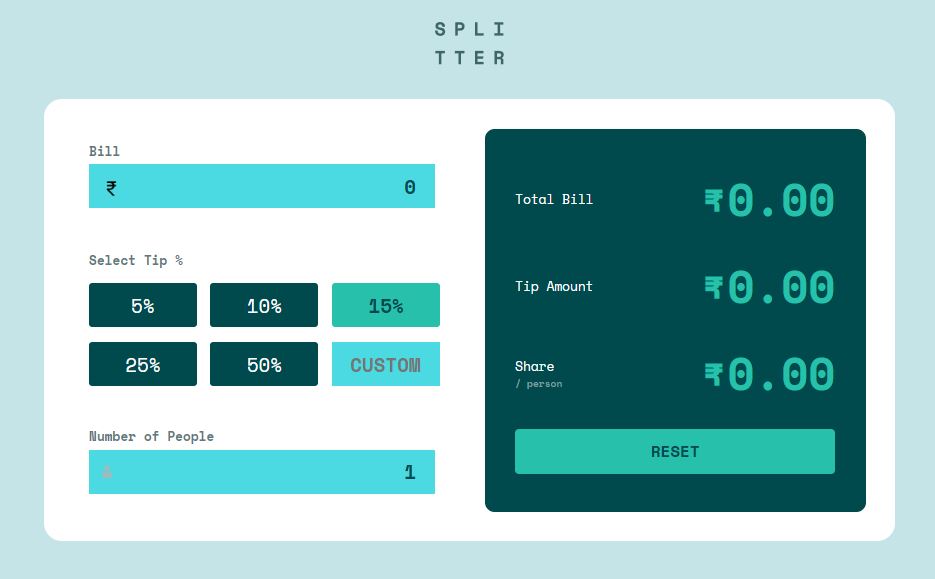 SPLI
TTER
Bill
₹ 0
Select Tip %
5% 10% 15%
25% 50% CUSTOM
Number of People
1
Total Bill ₹0.00
Tip Amount ₹0.00
Share
/ person
₹0.00
RESET